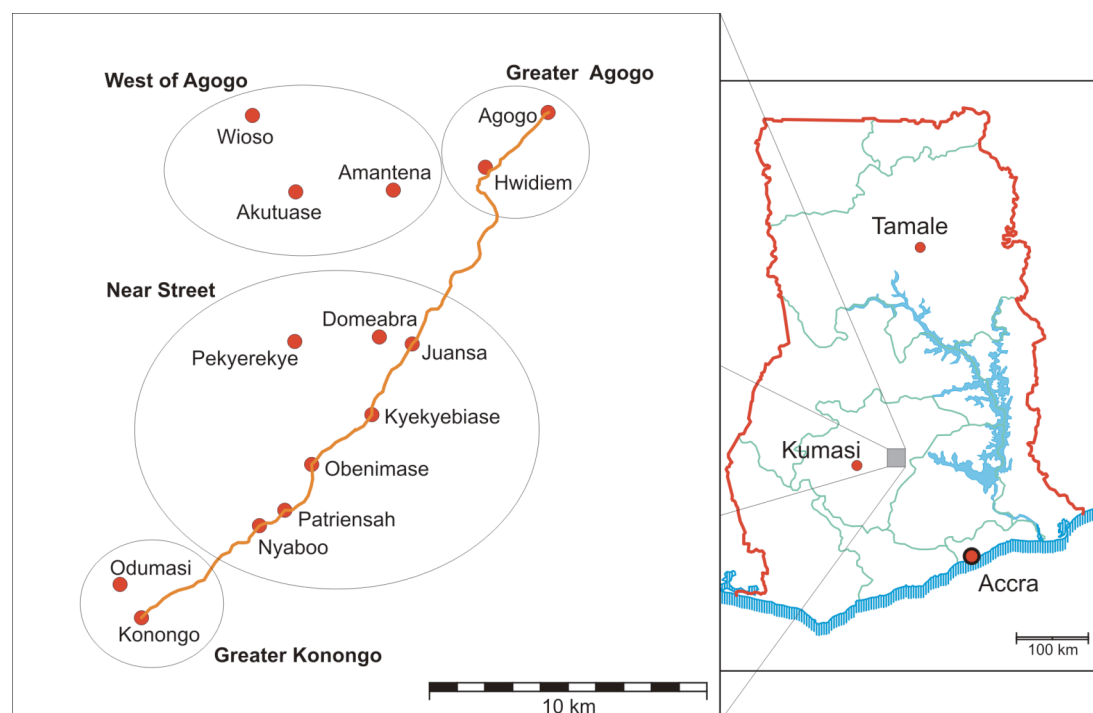 West of Agogo
Greater Agogo
Agogo
Wioso
Hwidiem
Amantena
Akutuase
Near Street
Domeabra
Pekyerekye
Juansa
Kyekyebiase
Obenimase
Patriensah
Nyaboo
Odumasi
Konongo
Greater Konongo
10 km
Tamale
Kumasi
Accra
100 km